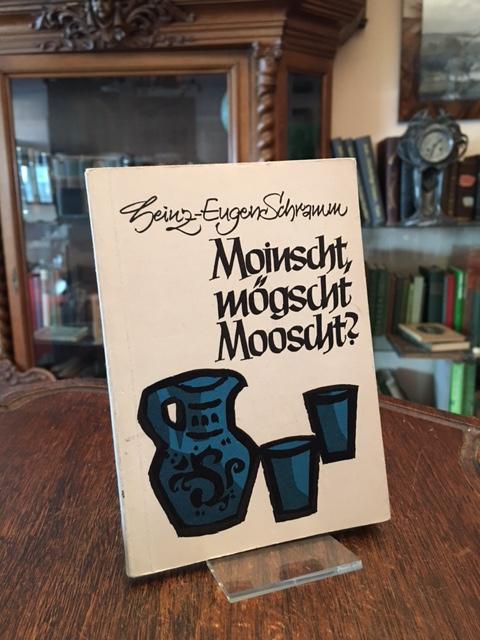 Heinz-Eugen Schramm
Moinscht,
mögscht
Mooscht?